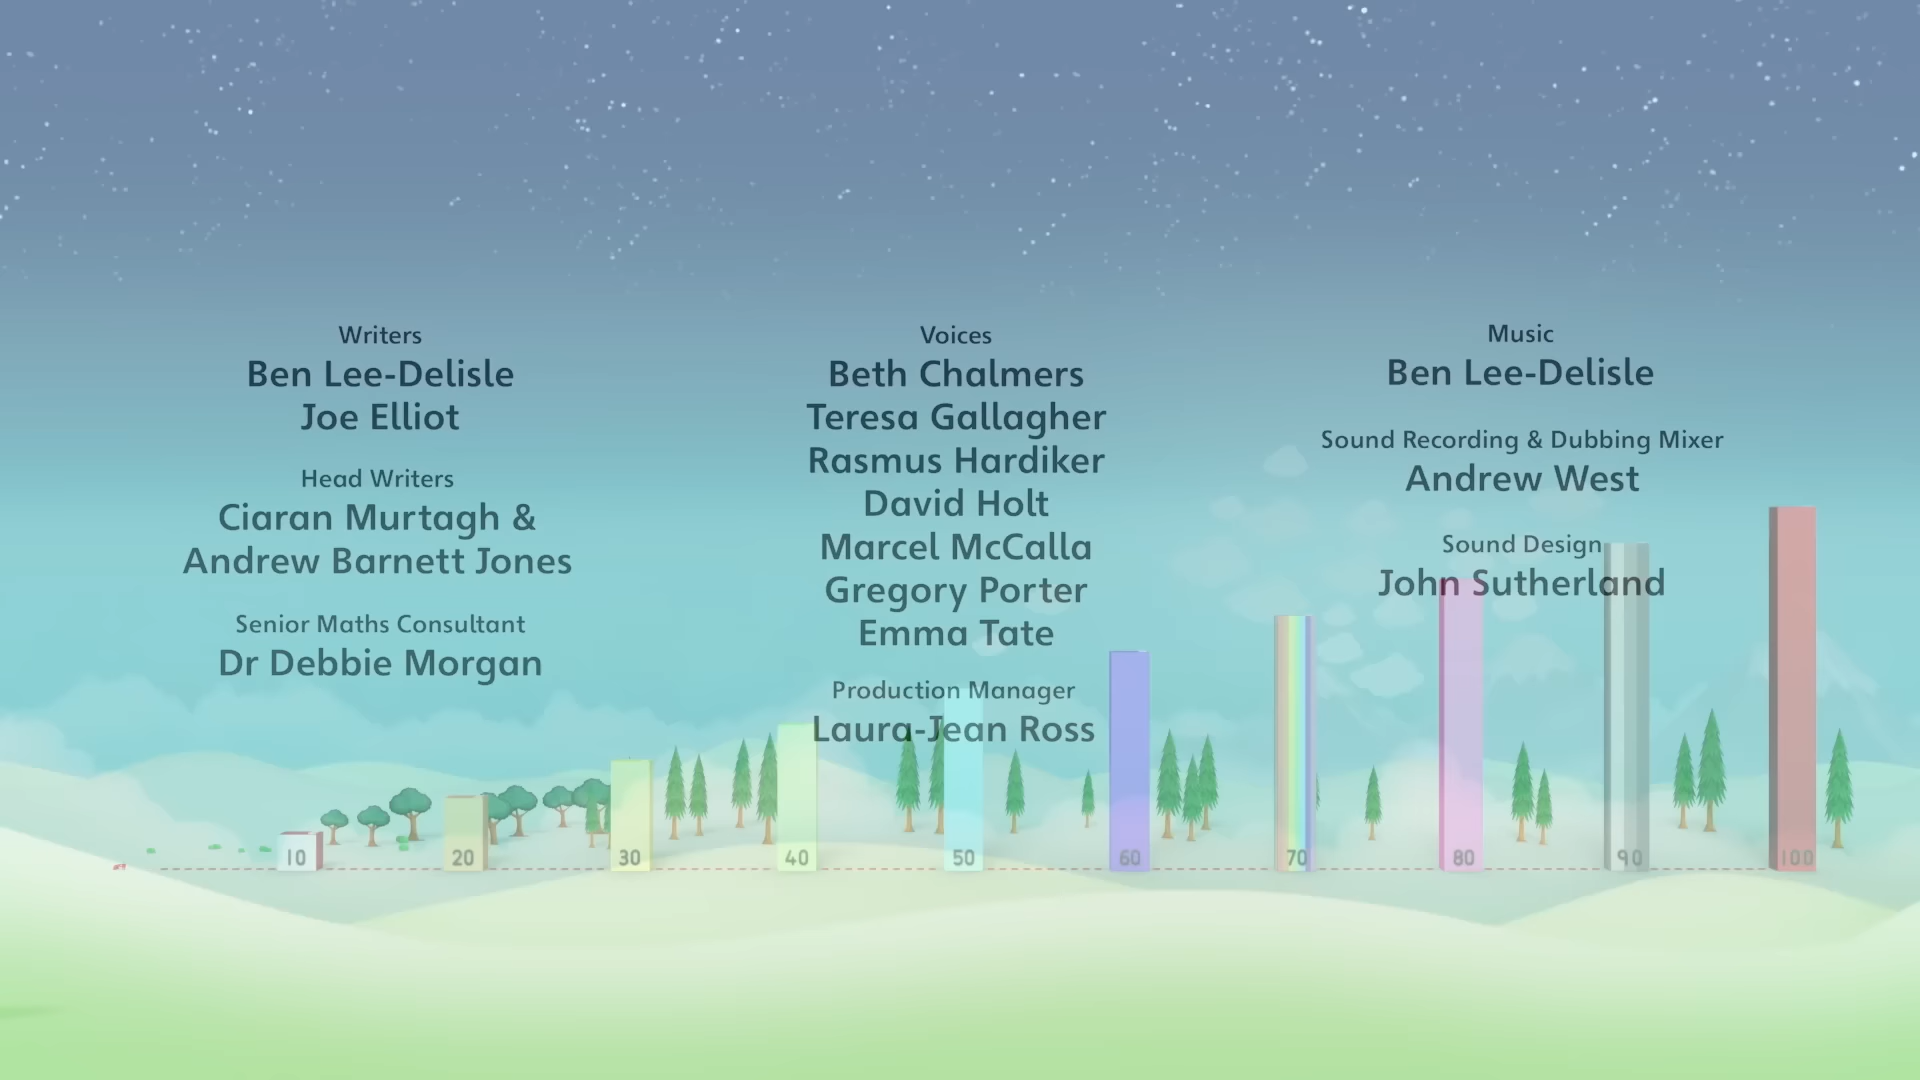 Writers
Ben Lee-Delisle
Joe Elliot
Head Writers
Ciaran Murtagh &
Andrew Barnett Jones
Senior Maths Consultant
Dr Debbie Morgan
Voices
Beth Chalmers
Teresa Gallagher
Rasmus Hardiker
David Holt
Marcel McCalla
Gregory Porter
Emma Tate
Production Manager
Laura-Jean Ross
Music
Ben Lee-Delisle
Sound Recording & Dubbing Mixer
Andrew West
Sound Design
John Sutherland
10 20 30 40 50 60 70 80 90 100